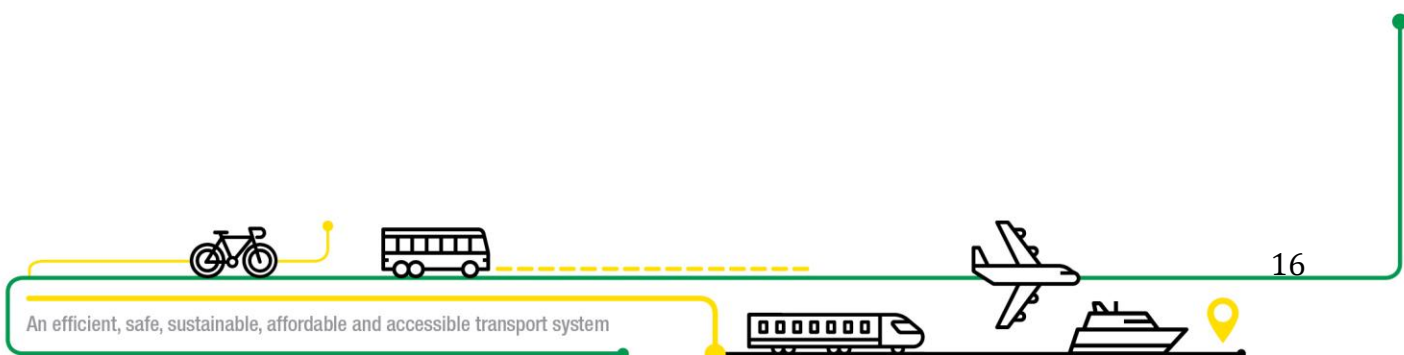 16
An efficient, safe, sustainable, affordable and accessible transport system